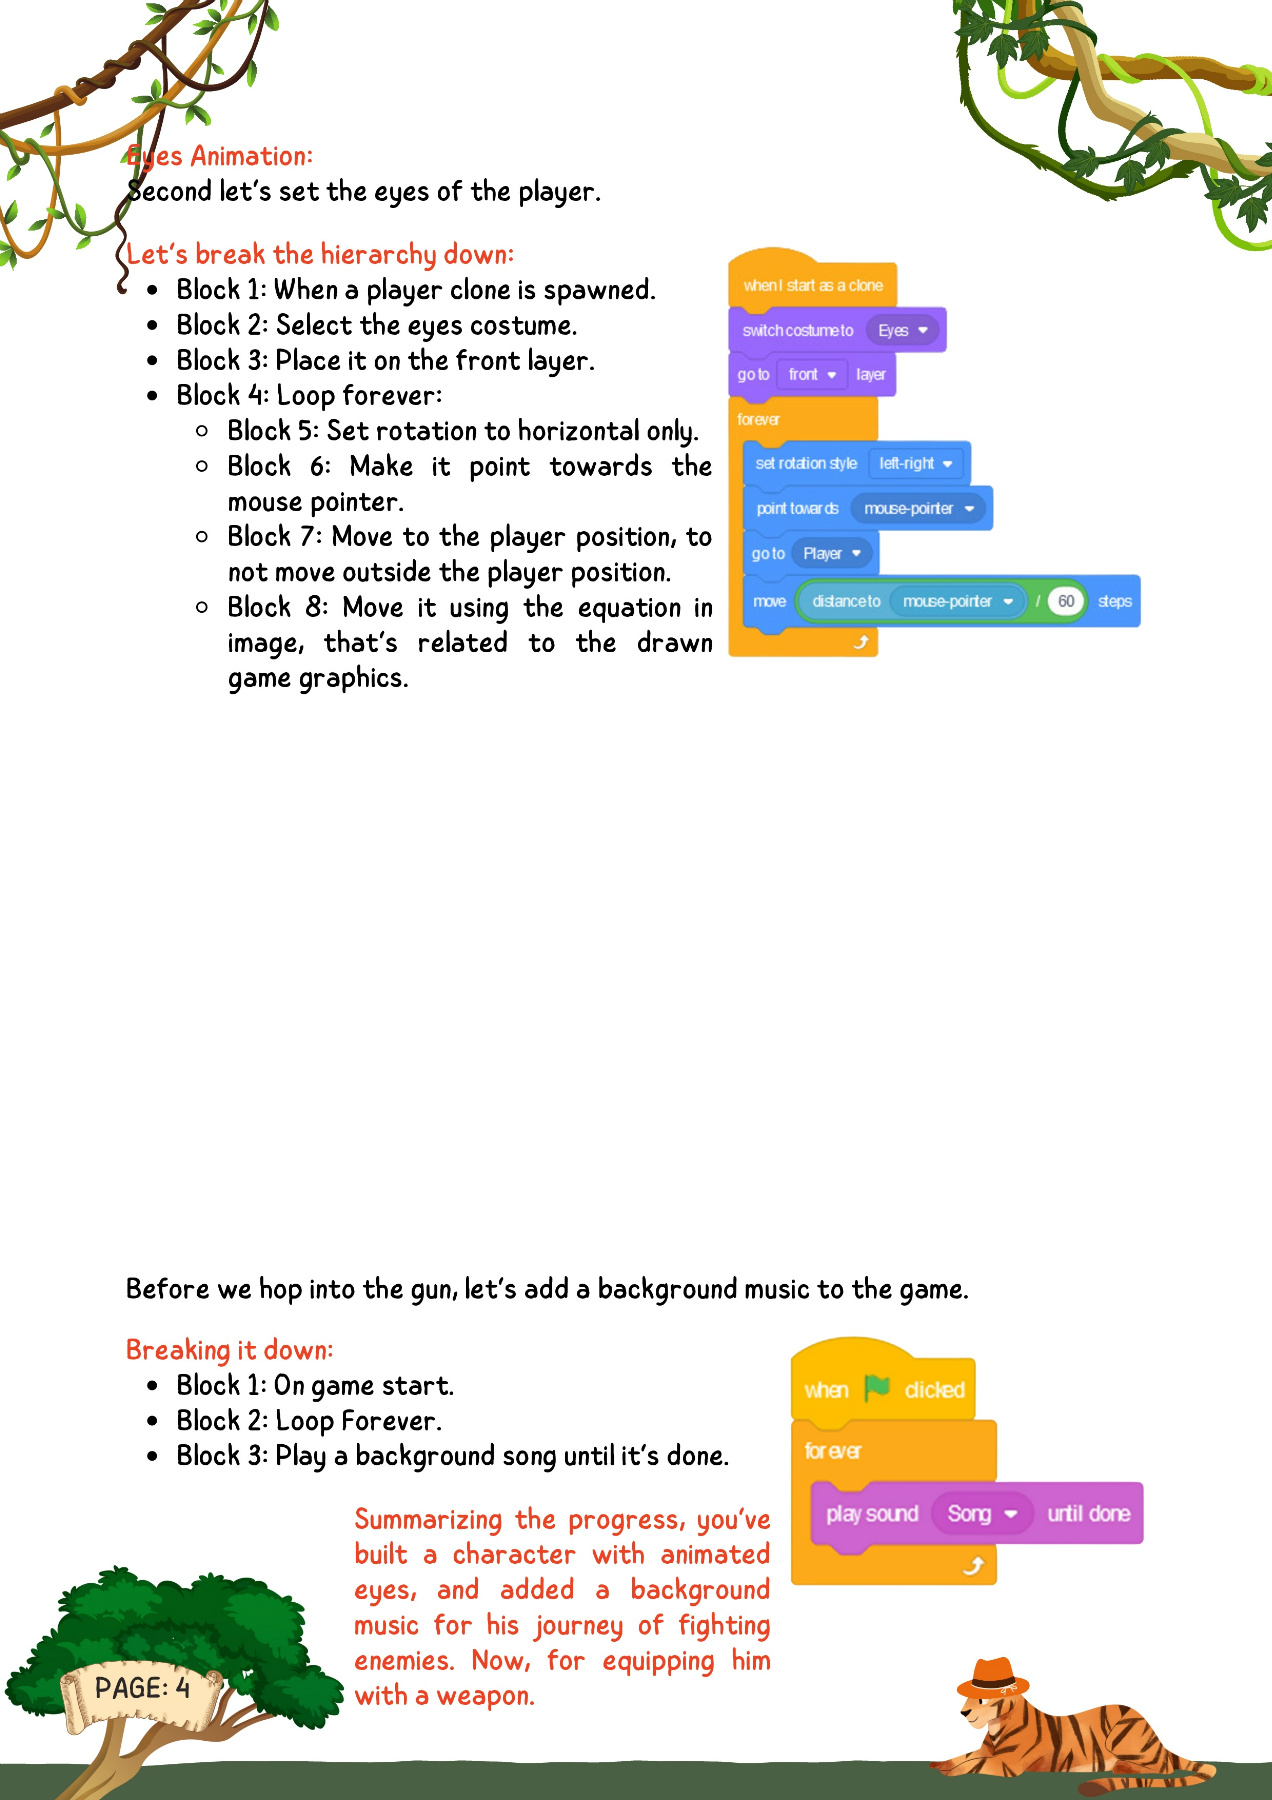 Eyes Animation:
Second let's set the eyes of the player.
Let's break the hierarchy down:
• Block 1: When a player clone is spawned.
• Block 2: Select the eyes costume.
• Block 3: Place it on the front layer.
• Block 4: Loop forever:
○ Block 5: Set rotation to horizontal only.
○ Block 6: Make it point towards the
mouse pointer.
○ Block 7: Move to the player position, to
not move outside the player position.
○ Block 8: Move it using the equation in
image, that's related to the drawn
game graphics.
when I start as a clone
switch costume to Eyes
go to front layer
forever
set rotation style left-right
point towards mouse-pointer
go to Player
move distance to mouse-pointer / 60 steps
Before we hop into the gun, let's add a background music to the game.
Breaking it down:
• Block 1: On game start.
• Block 2: Loop Forever.
• Block 3: Play a background song until it's done.
when clicked
forever
play sound Song until done
Summarizing the progress, you've
built a character with animated
eyes, and added a background
music for his journey of fighting
enemies. Now, for equipping him
with a weapon.
PAGE: 4